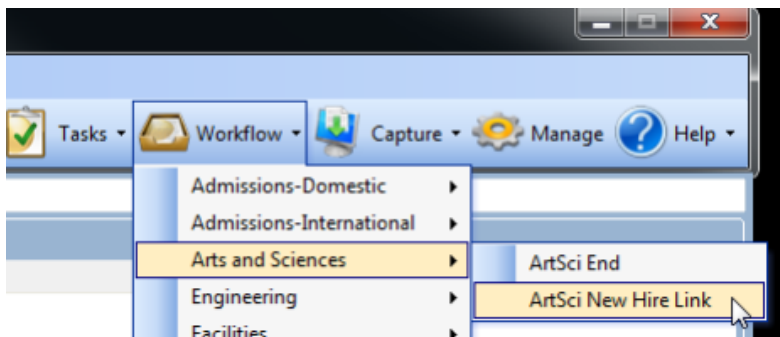 Tasks Workflow Capture Manage Help
Admissions-Domestic
Admissions-International
Arts and Sciences
ArtSci End
Engineering
ArtSci New Hire Link
Facilities